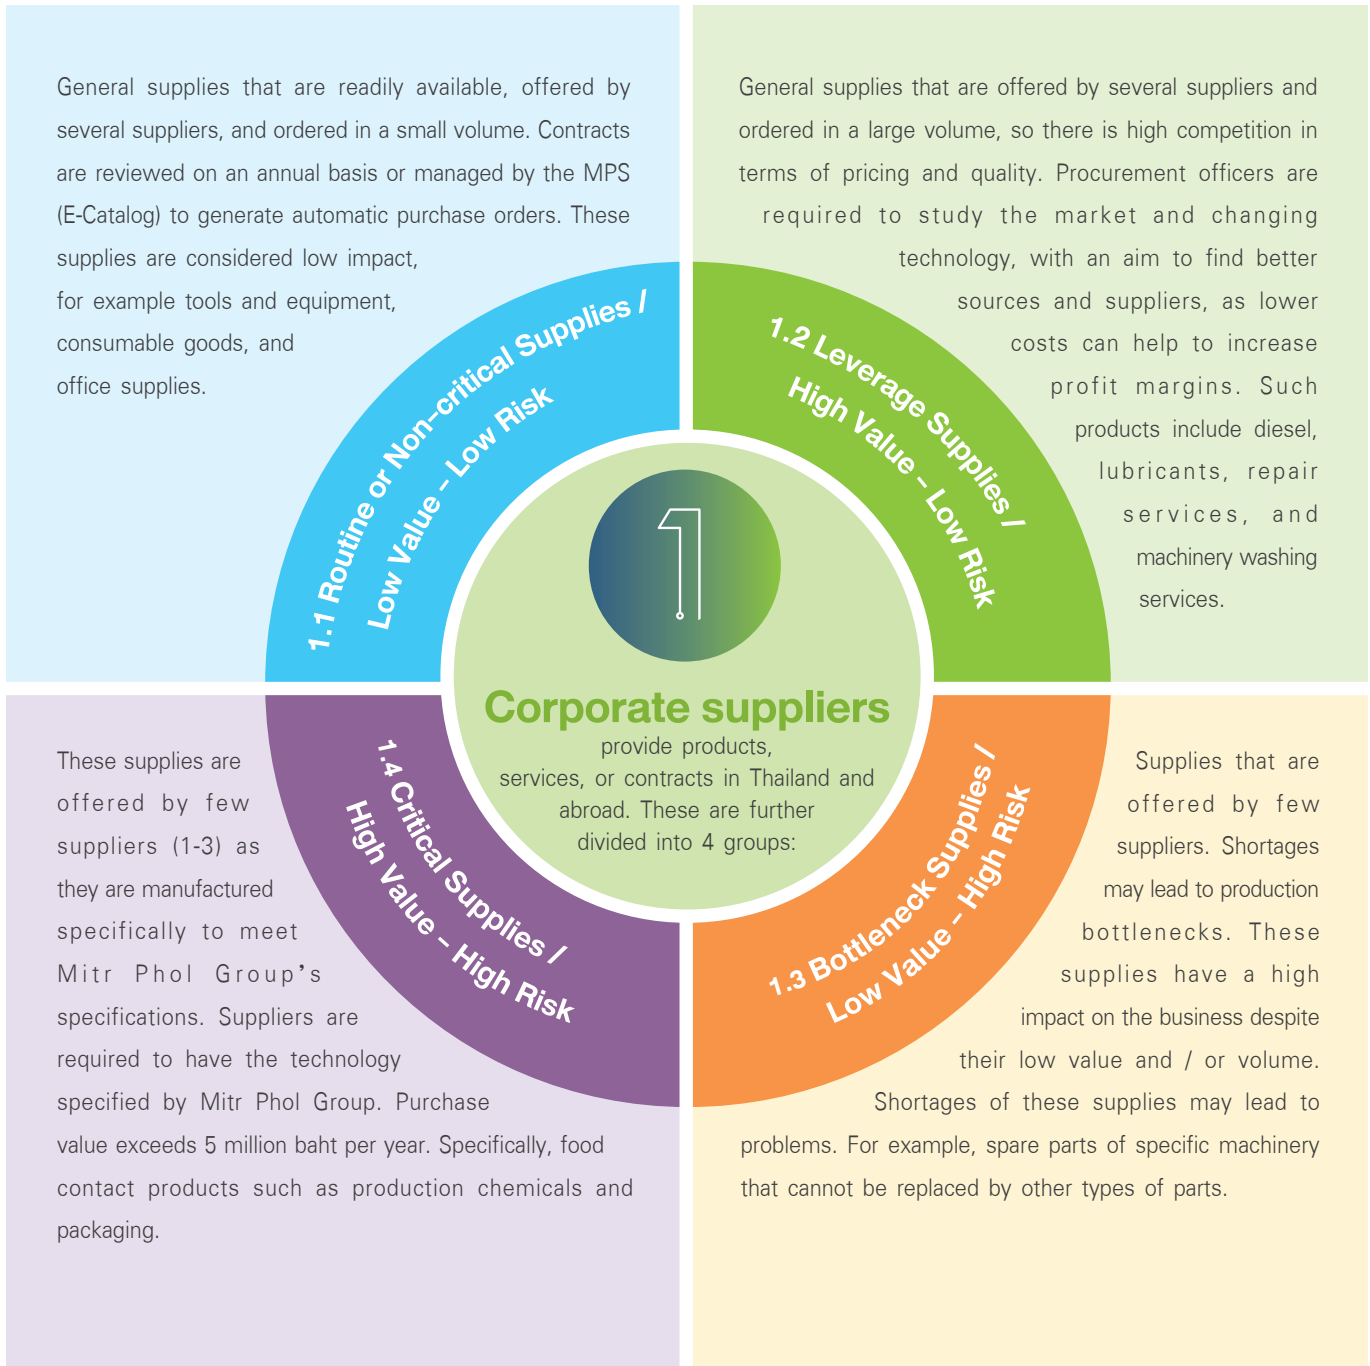 General supplies that are readily available, offered by
several suppliers, and ordered in a small volume. Contracts
are reviewed on an annual basis or managed by the MPS
(E-Catalog) to generate automatic purchase orders. These
supplies are considered low impact,
for example tools and equipment,
consumable goods, and
office supplies.
1.1 Routine or Non-critical Supplies /
Low Value – Low Risk
General supplies that are offered by several suppliers and
ordered in a large volume, so there is high competition in
terms of pricing and quality. Procurement officers are
required to study the market and changing
technology, with an aim to find better
sources and suppliers, as lower
costs can help to increase
profit margins. Such
products include diesel,
lubricants, repair
services, and
machinery washing
services.
1.2 Leverage Supplies /
High Value – Low Risk
1
Corporate suppliers
provide products,
services, or contracts in Thailand and
abroad. These are further
divided into 4 groups:
These supplies are
offered by few
suppliers (1-3) as
they are manufactured
specifically to meet
Mitr Phol Group’s
specifications. Suppliers are
required to have the technology
specified by Mitr Phol Group. Purchase
value exceeds 5 million baht per year. Specifically, food
contact products such as production chemicals and
packaging.
1.4 Critical Supplies /
High Value – High Risk
Supplies that are
offered by few
suppliers. Shortages
may lead to production
bottlenecks. These
supplies have a high
impact on the business despite
their low value and / or volume.
Shortages of these supplies may lead to
problems. For example, spare parts of specific machinery
that cannot be replaced by other types of parts.
1.3 Bottleneck Supplies /
Low Value – High Risk